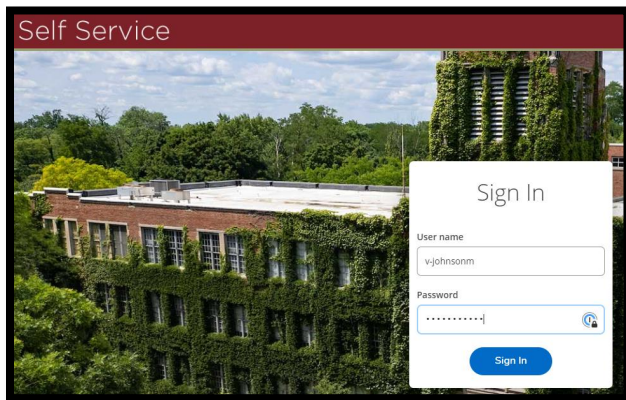 Self Service
Sign In
User name
v-johnsonm
Password
Sign In